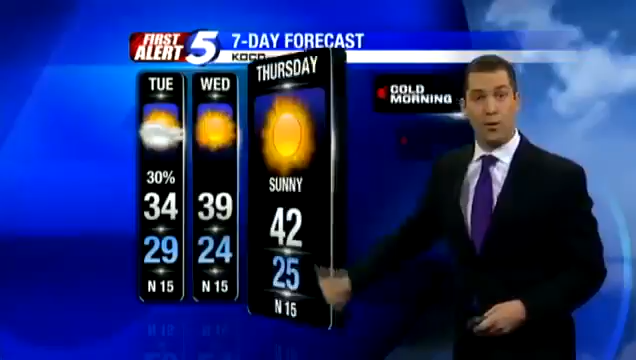 FIRST ALERT 5
7-DAY FORECAST
KOCO
TUE
30%
34
29
N 15
WED
39
24
N 15
THURSDAY
SUNNY
42
25
N 15
COLD
MORNING